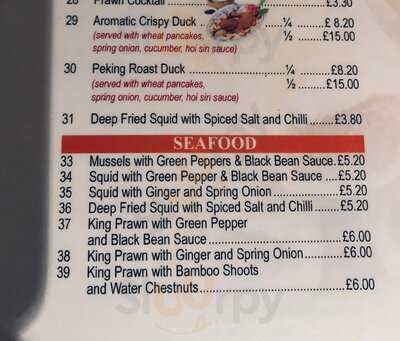 28 Prawn Cocktail ..................................£3.30
29 Aromatic Crispy Duck .. ¼ ........£ 8.20
(served with wheat pancakes, ½ ...£15.00
spring onion, cucumber, hoi sin sauce)
30 Peking Roast Duck ..........................¼ ..........£8.20
(served with wheat pancakes, ½ .....£15.00
spring onion, cucumber, hoi sin sauce)
31 Deep Fried Squid with Spiced Salt and Chilli .......£3.80
SEAFOOD
33 Mussels with Green Peppers & Black Bean Sauce.£5.20
34 Squid with Green Pepper & Black Bean Sauce ....£5.20
35 Squid with Ginger and Spring Onion....................£5.20
36 Deep Fried Squid with Spiced Salt and Chilli........£5.20
37 King Prawn with Green Pepper
and Black Bean Sauce............................£6.00
38 King Prawn with Ginger and Spring Onion...........£6.00
39 King Prawn with Bamboo Shoots
and Water Chestnuts...............................£6.00
Sluurpy